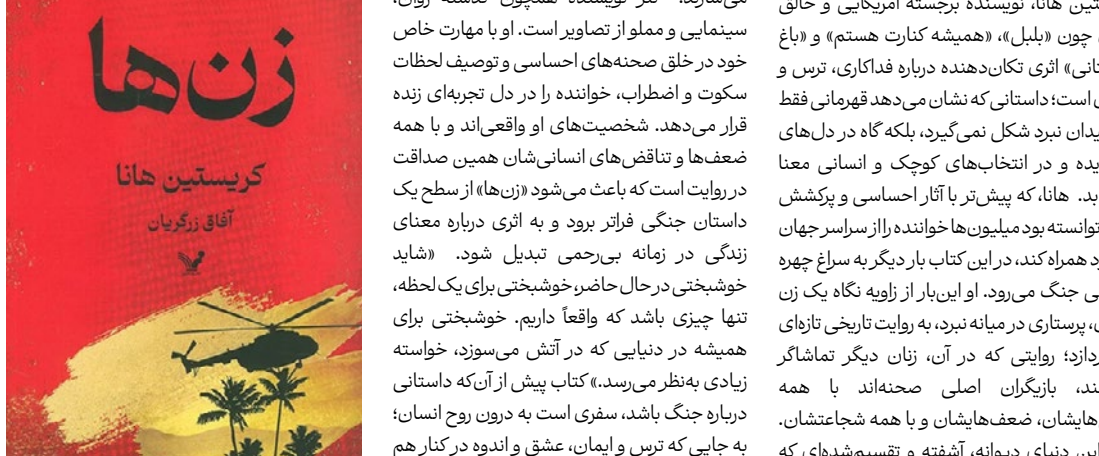 هانا، نویسنده برجسته آمریکایی و خالق
چون «بلبل»، «همیشه کنارت هستم» و «باغ
تانی» اثری تکان‌دهنده درباره فداکاری، ترس و
است؛ داستانی که نشان می‌دهد قهرمانی فقط
یدان نبرد شکل نمی‌گیرد، بلکه گاه در دل‌های
یده و در انتخاب‌های کوچک و انسانی معنا
بد. هانا، که پیش‌تر با آثار احساسی و پرکشش
توانسته بود میلیون‌ها خواننده را از سراسر جهان
د همراه کند، در این کتاب بار دیگر به سراغ چهره
ی جنگ می‌رود. او این‌بار از زاویه نگاه یک زن
، پرستاری در میانه نبرد، به روایت تاریخی تازه‌ای
ردازد؛ روایتی که در آن، زنان دیگر تماشاگر
ند، بازیگران اصلی صحنه‌اند با همه
هایشان، ضعف‌هایشان و با همه شجاعتشان.
این دنیای دیوانه، آشفته و تقسیم‌شده‌ای که
سینمایی و مملو از تصاویر است. او با مهارت خاص
خود در خلق صحنه‌های احساسی و توصیف لحظات
سکوت و اضطراب، خواننده را در دل تجربه‌ای زنده
قرار می‌دهد. شخصیت‌های او واقعی‌اند و با همه
ضعف‌ها و تناقض‌های انسانی‌شان همین صداقت
در روایت است که باعث می‌شود «زن‌ها» از سطح یک
داستان جنگی فراتر برود و به اثری درباره معنای
زندگی در زمانه بی‌رحمی تبدیل شود. «شاید
خوشبختی در حال حاضر، خوشبختی برای یک لحظه،
تنها چیزی باشد که واقعاً داریم. خوشبختی برای
همیشه در دنیایی که در آتش می‌سوزد، خواسته
زیادی به‌نظر می‌رسد.» کتاب پیش از آن‌که داستانی
درباره جنگ باشد، سفری است به درون روح انسان؛
به جایی که ترس و ایمان، عشق و اندوه در کنار هم
زن‌ها
کریستین هانا
آفاق زرگریان